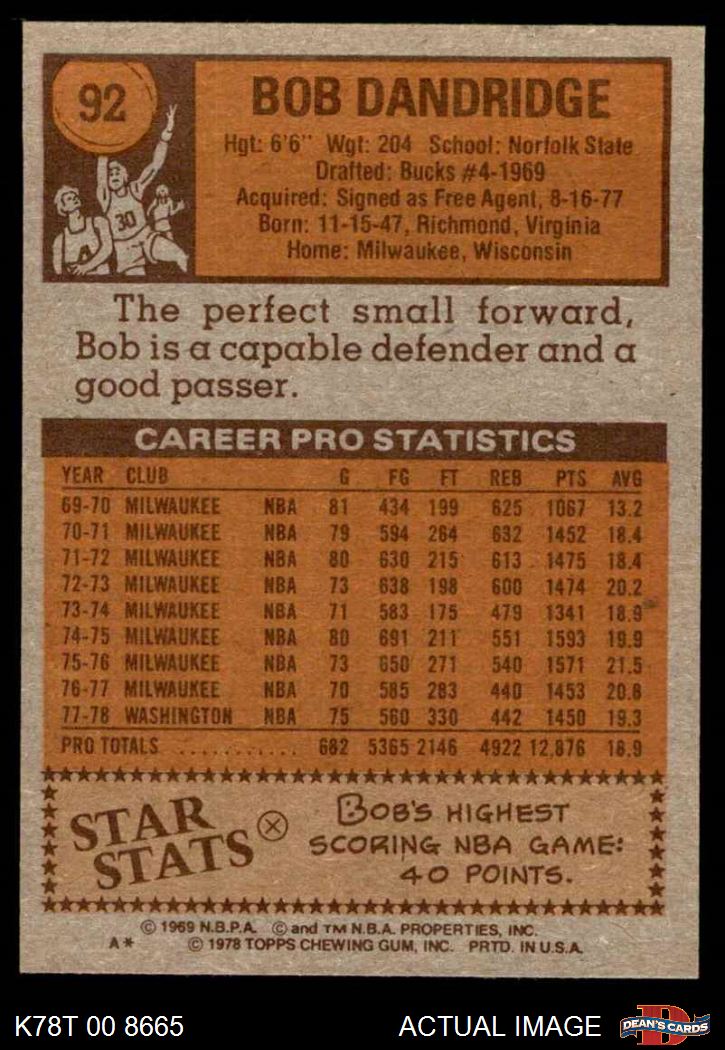 92
BOB DANDRIDGE
Hgt: 6'6" Wgt: 204 School: Norfolk State
Drafted: Bucks #4-1969
Acquired: Signed as Free Agent, 8-16-77
Born: 11-15-47, Richmond, Virginia
Home: Milwaukee, Wisconsin
30
The perfect small forward,
Bob is a capable defender and a
good passer.
CAREER PRO STATISTICS
YEAR CLUB G FG FT REB PTS AVG
69-70 MILWAUKEE NBA 81 434 199 625 1067 13.2
70-71 MILWAUKEE NBA 79 594 264 632 1452 18.4
71-72 MILWAUKEE NBA 80 630 215 613 1475 18.4
72-73 MILWAUKEE NBA 73 638 198 600 1474 20.2
73-74 MILWAUKEE NBA 71 583 175 479 1341 18.9
74-75 MILWAUKEE NBA 80 691 211 551 1593 19.9
75-76 MILWAUKEE NBA 73 650 271 540 1571 21.5
76-77 MILWAUKEE NBA 70 585 283 440 1453 20.8
77-78 WASHINGTON NBA 75 560 330 442 1450 19.3
PRO TOTALS ........... 682 5365 2146 4922 12,876 18.9
STAR STATS
BOB'S HIGHEST
SCORING NBA GAME:
40 POINTS.
© 1969 N.B.P.A. © and TM N.B.A. PROPERTIES, INC.
A* © 1978 TOPPS CHEWING GUM, INC. PRTD. IN U.S.A.
K78T 00 8665 ACTUAL IMAGE DEAN'S CARDS